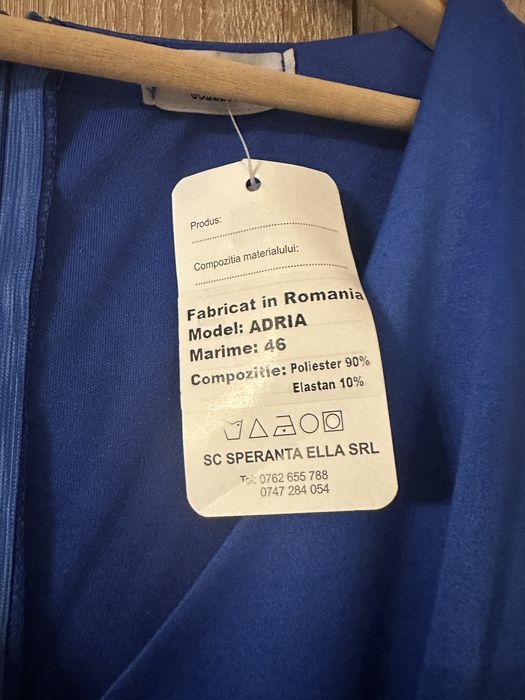 Produs:
Compozitia materialului:
Fabricat in Romania
Model: ADRIA
Marime: 46
Compozitie: Poliester 90%
Elastan 10%
SC SPERANTA ELLA SRL
Tel: 0762 655 788
0747 284 054